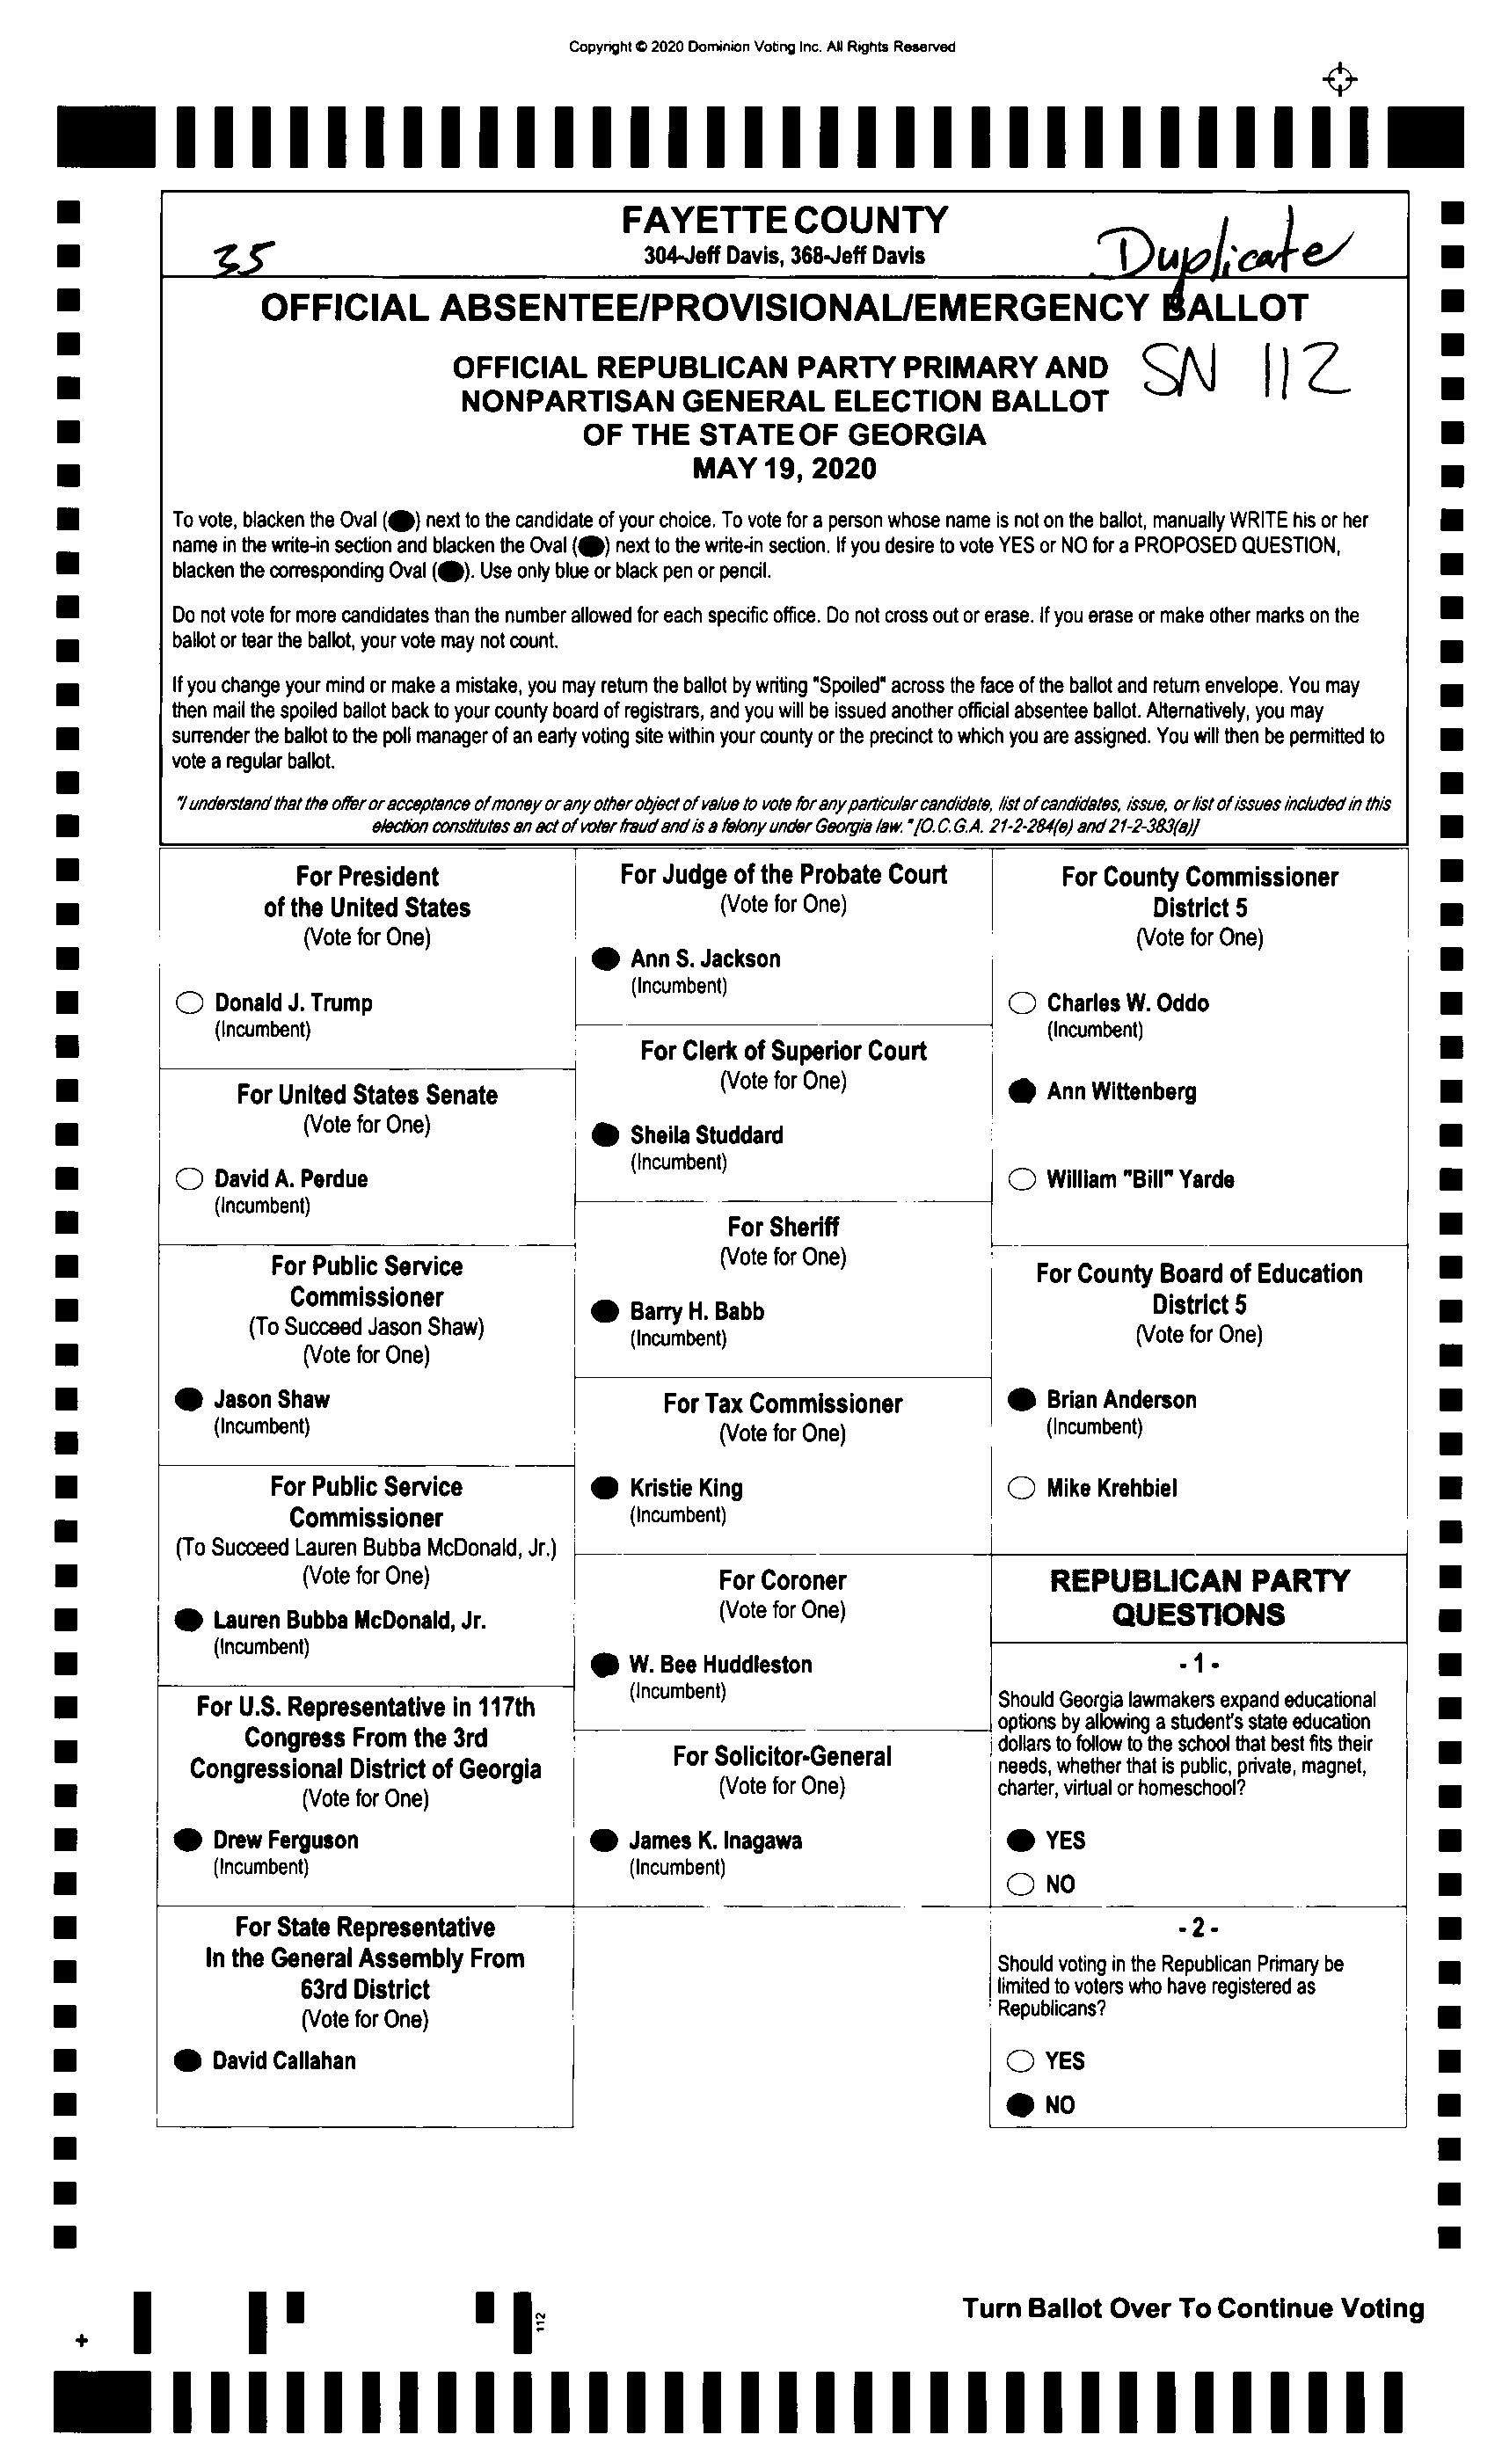 Copyright © 2020 Dominion Voting Inc. All Rights Reserved
FAYETTE COUNTY
304-Jeff Davis, 368-Jeff Davis
35
Duplicate
OFFICIAL ABSENTEE/PROVISIONAL/EMERGENCY BALLOT
OFFICIAL REPUBLICAN PARTY PRIMARY AND
NONPARTISAN GENERAL ELECTION BALLOT
OF THE STATE OF GEORGIA
MAY 19, 2020
SN 112
To vote, blacken the Oval ( ) next to the candidate of your choice. To vote for a person whose name is not on the ballot, manually WRITE his or her
name in the write-in section and blacken the Oval ( ) next to the write-in section. If you desire to vote YES or NO for a PROPOSED QUESTION,
blacken the corresponding Oval ( ). Use only blue or black pen or pencil.
Do not vote for more candidates than the number allowed for each specific office. Do not cross out or erase. If you erase or make other marks on the
ballot or tear the ballot, your vote may not count.
If you change your mind or make a mistake, you may return the ballot by writing "Spoiled" across the face of the ballot and return envelope. You may
then mail the spoiled ballot back to your county board of registrars, and you will be issued another official absentee ballot. Alternatively, you may
surrender the ballot to the poll manager of an early voting site within your county or the precinct to which you are assigned. You will then be permitted to
vote a regular ballot.
"I understand that the offer or acceptance of money or any other object of value to vote for any particular candidate, list of candidates, issue, or list of issues included in this
election constitutes an act of voter fraud and is a felony under Georgia law." [O.C.G.A. 21-2-284(e) and 21-2-383(a)]
For President
of the United States
(Vote for One)
Donald J. Trump
(Incumbent)
For United States Senate
(Vote for One)
David A. Perdue
(Incumbent)
For Public Service
Commissioner
(To Succeed Jason Shaw)
(Vote for One)
Jason Shaw
(Incumbent)
For Public Service
Commissioner
(To Succeed Lauren Bubba McDonald, Jr.)
(Vote for One)
Lauren Bubba McDonald, Jr.
(Incumbent)
For U.S. Representative in 117th
Congress From the 3rd
Congressional District of Georgia
(Vote for One)
Drew Ferguson
(Incumbent)
For State Representative
In the General Assembly From
63rd District
(Vote for One)
David Callahan
For Judge of the Probate Court
(Vote for One)
Ann S. Jackson
(Incumbent)
For Clerk of Superior Court
(Vote for One)
Sheila Studdard
(Incumbent)
For Sheriff
(Vote for One)
Barry H. Babb
(Incumbent)
For Tax Commissioner
(Vote for One)
Kristie King
(Incumbent)
For Coroner
(Vote for One)
W. Bee Huddleston
(Incumbent)
For Solicitor-General
(Vote for One)
James K. Inagawa
(Incumbent)
For County Commissioner
District 5
(Vote for One)
Charles W. Oddo
(Incumbent)
Ann Wittenberg
William "Bill" Yarde
For County Board of Education
District 5
(Vote for One)
Brian Anderson
(Incumbent)
Mike Krehbiel
REPUBLICAN PARTY
QUESTIONS
- 1 -
Should Georgia lawmakers expand educational
options by allowing a student's state education
dollars to follow to the school that best fits their
needs, whether that is public, private, magnet,
charter, virtual or homeschool?
YES
NO
- 2 -
Should voting in the Republican Primary be
limited to voters who have registered as
Republicans?
YES
NO
Turn Ballot Over To Continue Voting
112